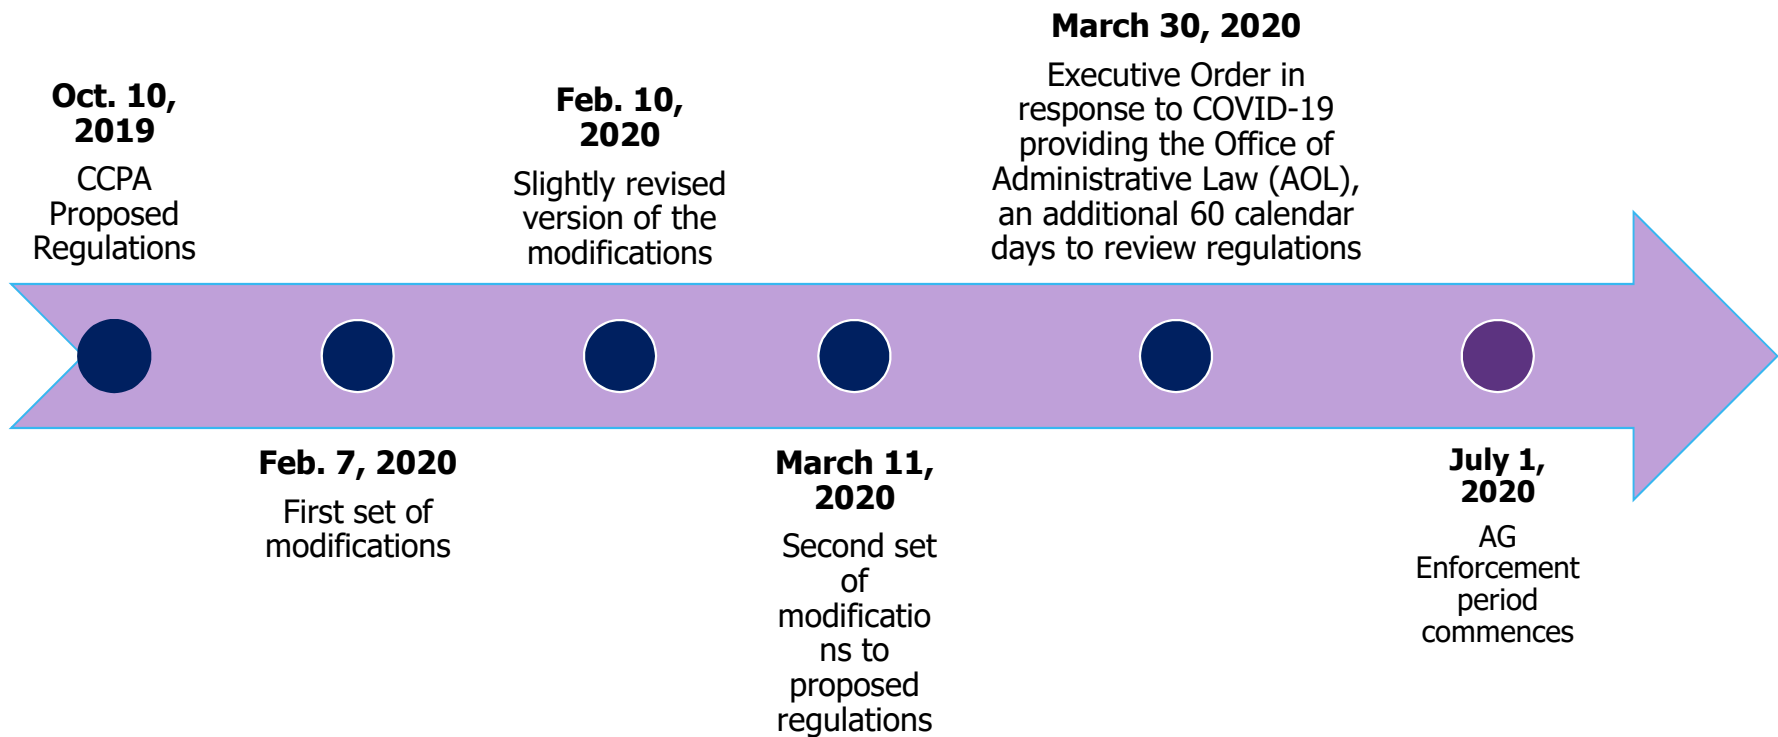 Oct. 10,
2019
CCPA
Proposed
Regulations
Feb. 7, 2020
First set of
modifications
Feb. 10,
2020
Slightly revised
version of the
modifications
March 11,
2020
Second set
of
modificatio
ns to
proposed
regulations
March 30, 2020
Executive Order in
response to COVID-19
providing the Office of
Administrative Law (AOL),
an additional 60 calendar
days to review regulations
July 1,
2020
AG
Enforcement
period
commences